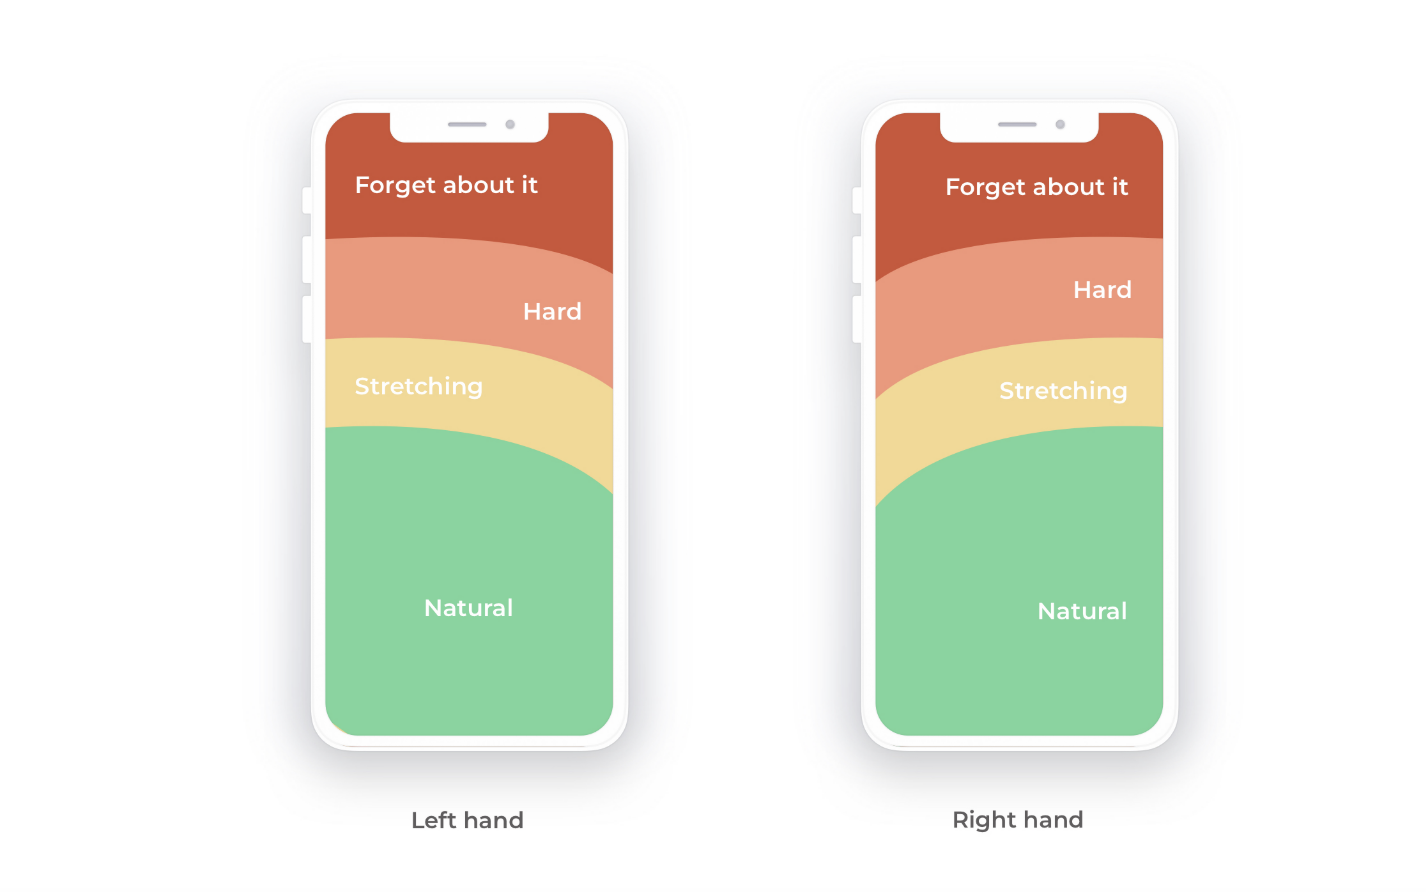 Forget about it
Hard
Stretching
Natural
Left hand
Forget about it
Hard
Stretching
Natural
Right hand